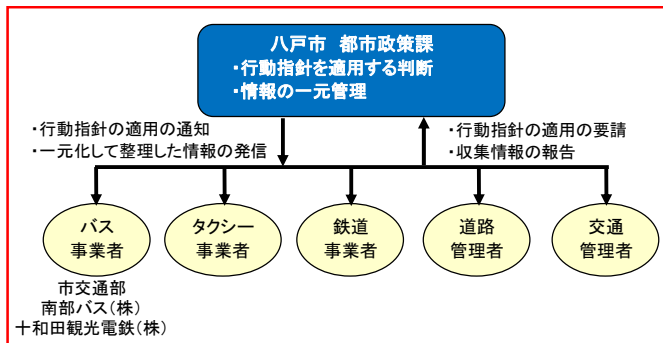 八戸市 都市政策課
・行動指針を適用する判断
・情報の一元管理
・行動指針の適用の通知
・一元化して整理した情報の発信
・行動指針の適用の要請
・収集情報の報告
バス
事業者
タクシー
事業者
鉄道
事業者
道路
管理者
交通
管理者
市交通部
南部バス(株)
十和田観光電鉄(株)